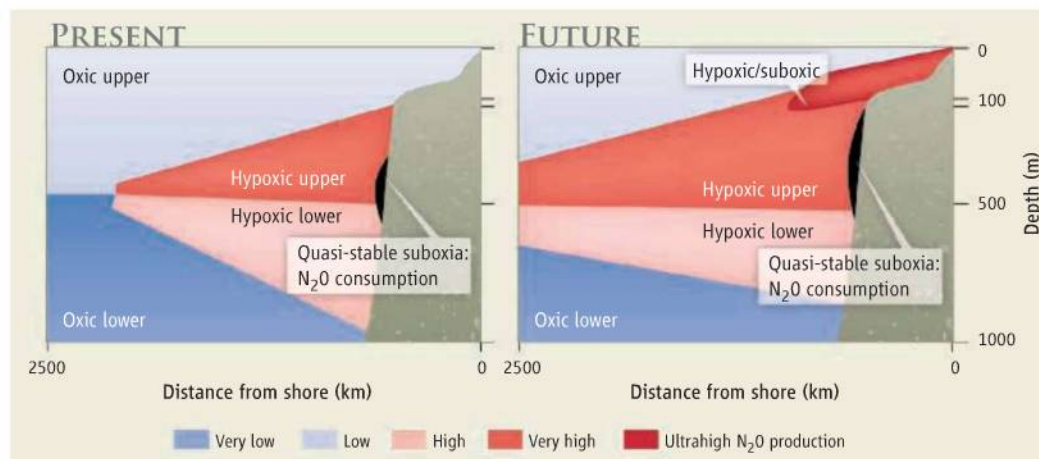 PRESENT
Oxic upper
Hypoxic upper
Hypoxic lower
Quasi-stable suboxia:
N₂O consumption
Oxic lower
2500
0
Distance from shore (km)
FUTURE
Oxic upper
Hypoxic/suboxic
Hypoxic upper
Hypoxic lower
Quasi-stable suboxia:
N₂O consumption
Oxic lower
2500
0
Distance from shore (km)
0
100
500
1000
Depth (m)
Very low
Low
High
Very high
Ultrahigh N₂O production